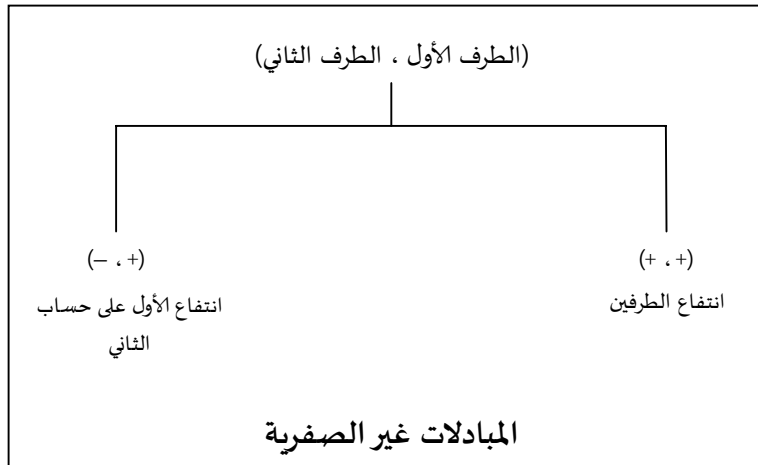 (الطرف الأول ، الطرف الثاني)
(+ ، +)
انتفاع الطرفين
(+ ، –)
انتفاع الأول على حساب
الثاني
المبادلات غير الصفرية